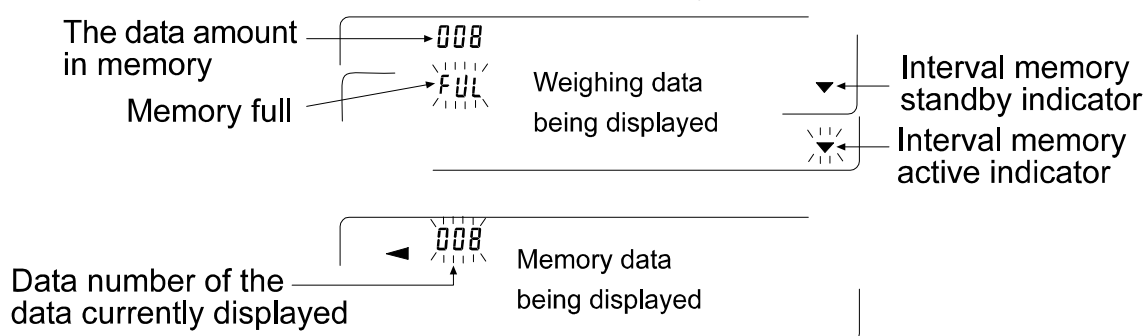 The data amount
in memory
008
FUL
Memory full
Weighing data
being displayed
Interval memory
standby indicator
Interval memory
active indicator
008
Memory data
being displayed
Data number of the
data currently displayed